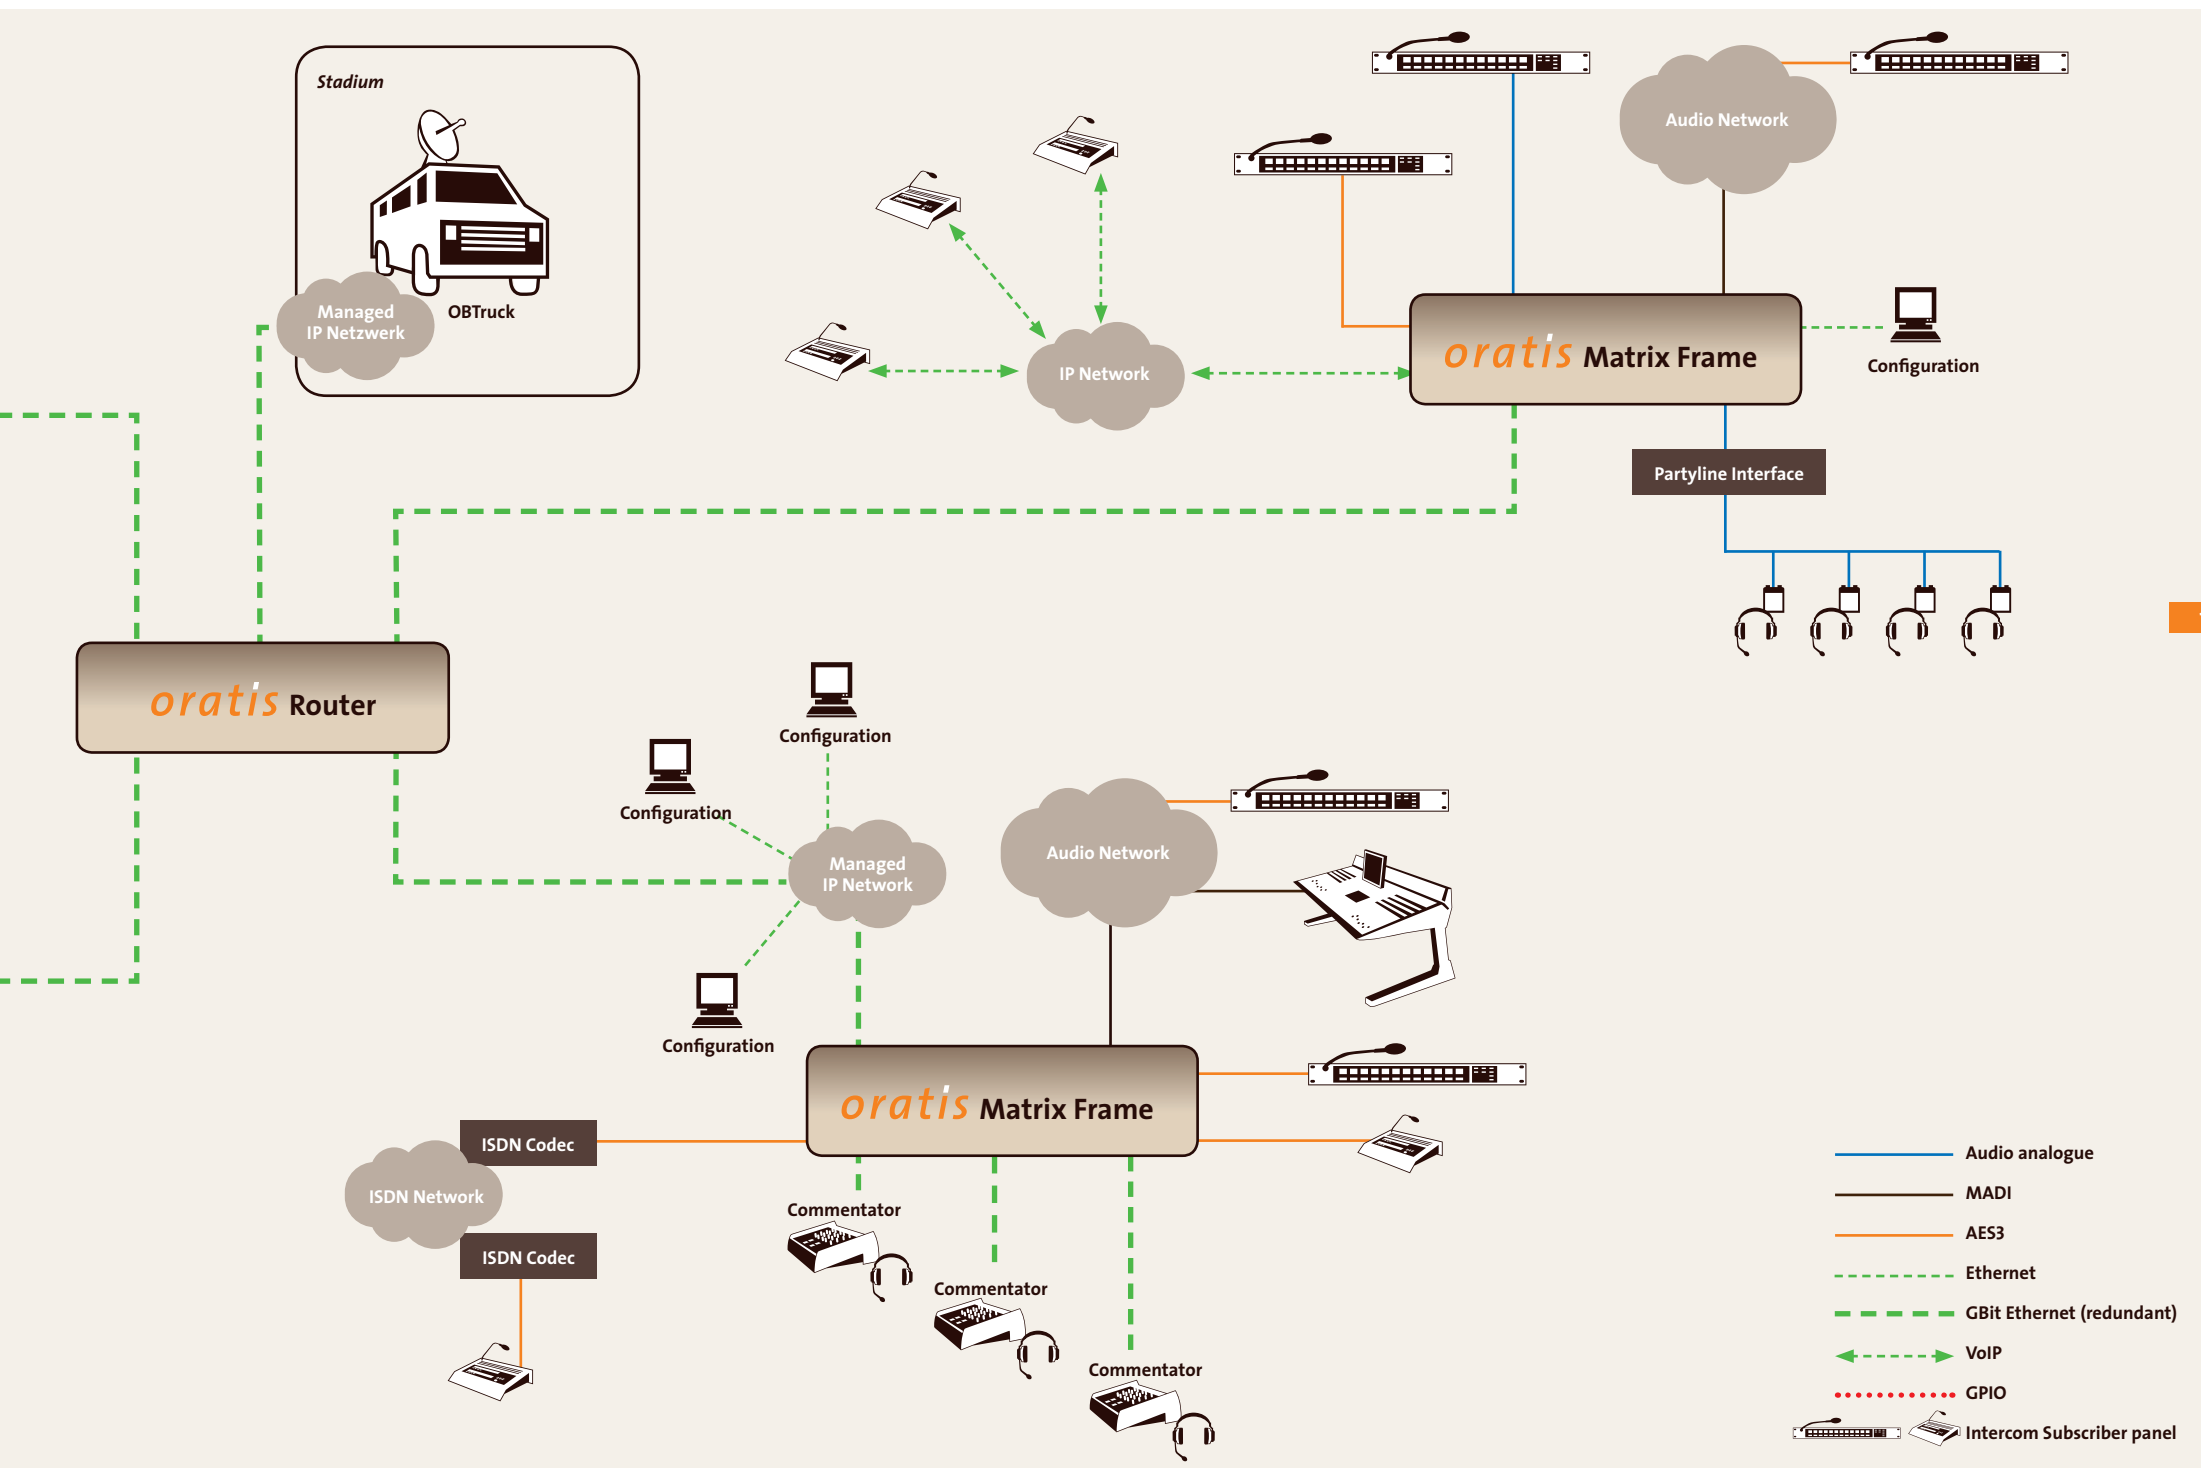 Stadium
OBTruck
Managed
IP Netzwerk
Audio Network
IP Network
oratis Matrix Frame
Configuration
Partyline Interface
oratis Router
Configuration
Configuration
Managed
IP Network
Audio Network
Configuration
oratis Matrix Frame
ISDN Codec
ISDN Network
ISDN Codec
Commentator
Commentator
Commentator
Audio analogue
MADI
AES3
Ethernet
GBit Ethernet (redundant)
VoIP
GPIO
Intercom Subscriber panel